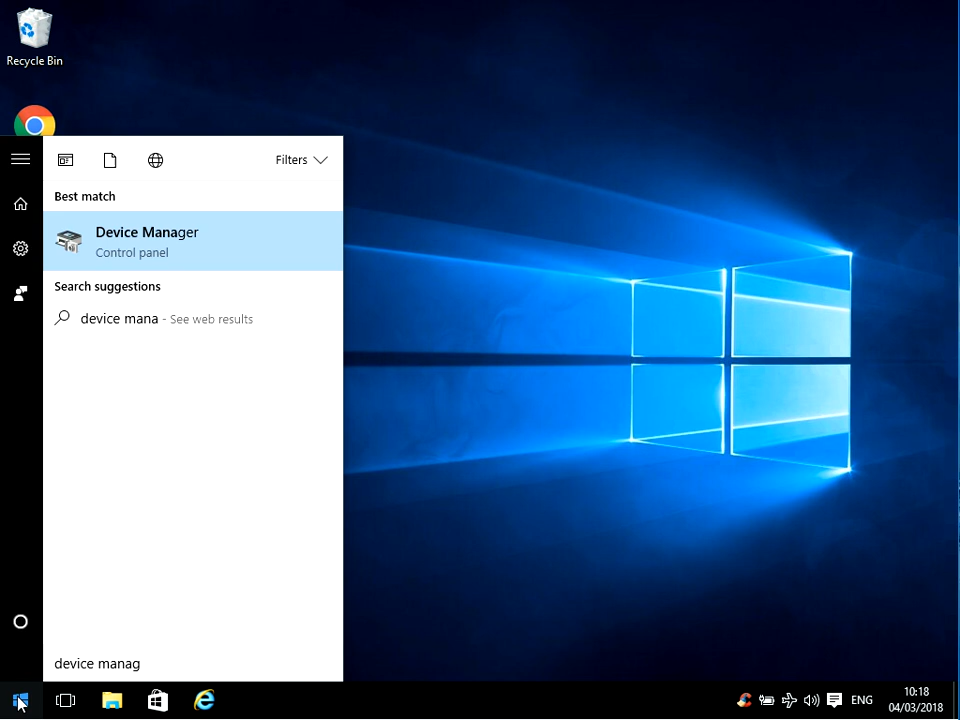 Recycle Bin
Filters
Best match
Device Manager
Control panel
Search suggestions
device mana - See web results
device manag
ENG
10:18
04/03/2018